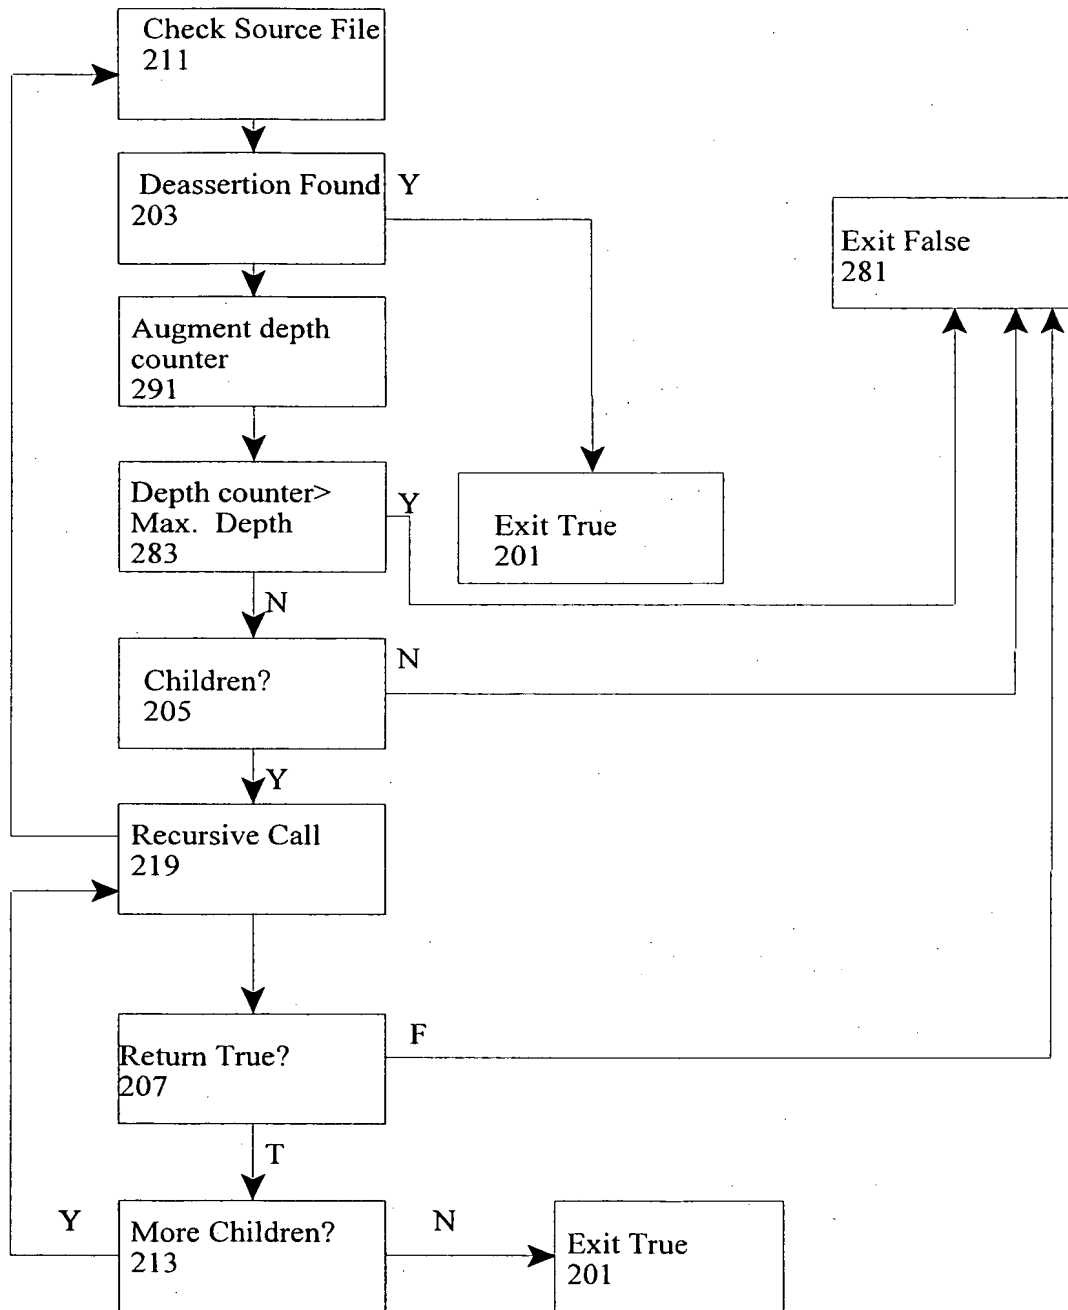 Check Source File
211
Deassertion Found
203
Y
Exit False
281
Augment depth
counter
291
Depth counter>
Max. Depth
283
Y
Exit True
201
N
Children?
205
N
Y
Recursive Call
219
Return True?
207
F
T
Y
More Children?
213
N
Exit True
201